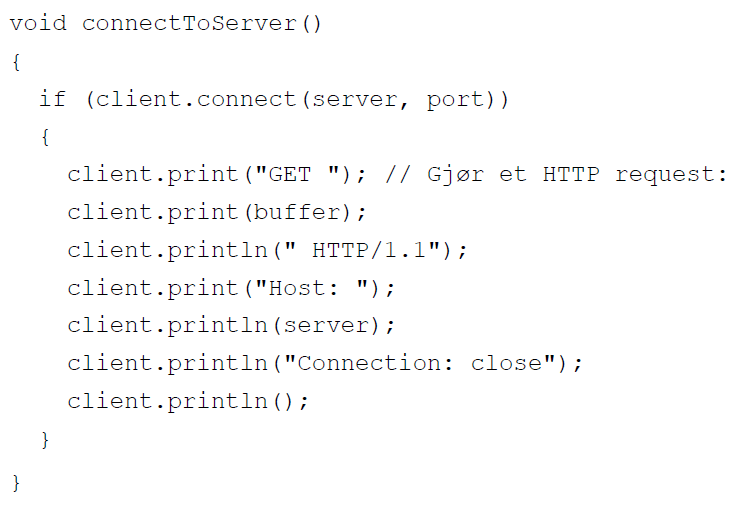 void connectToServer()
{
  if (client.connect(server, port))
  {
    client.print("GET "); // Gjør et HTTP request:
    client.print(buffer);
    client.println(" HTTP/1.1");
    client.print("Host: ");
    client.println(server);
    client.println("Connection: close");
    client.println();
  }
}